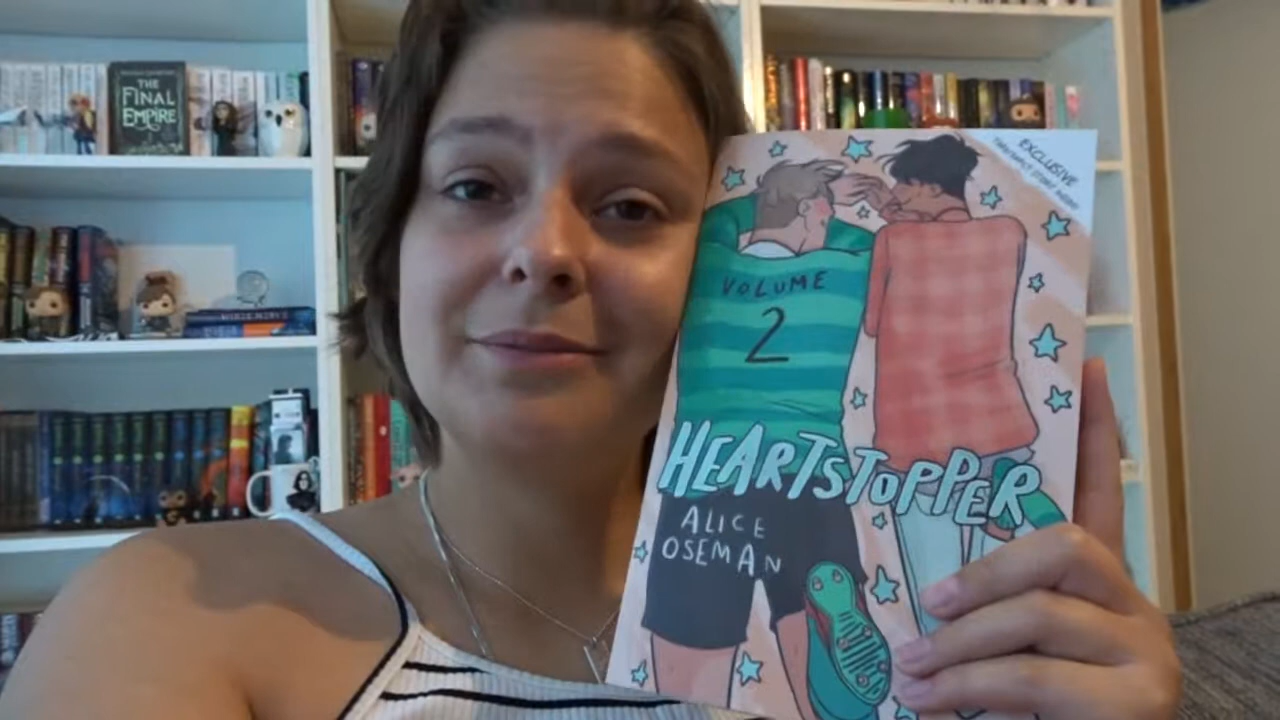 THE
FINAL
EMPIRE
EXCLUSIVE
VOLUME
2
HEARTSTOPPER
ALICE
OSEMAN